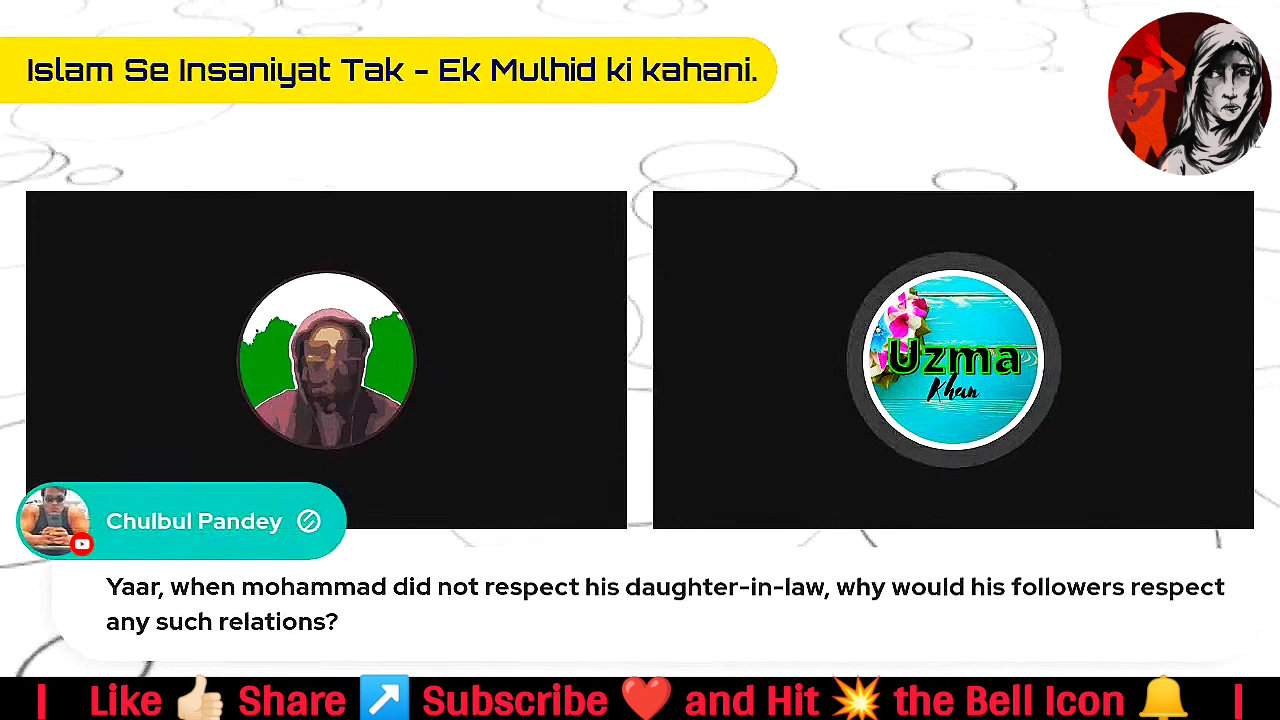 Islam Se Insaniyat Tak - Ek Mulhid ki kahani.
Uzma
Khan
Chulbul Pandey
Yaar, when mohammad did not respect his daughter-in-law, why would his followers respect
any such relations?
| Like 👍🏻 Share ↗️ Subscribe ❤️ and Hit 💥 the Bell Icon 🔔 |